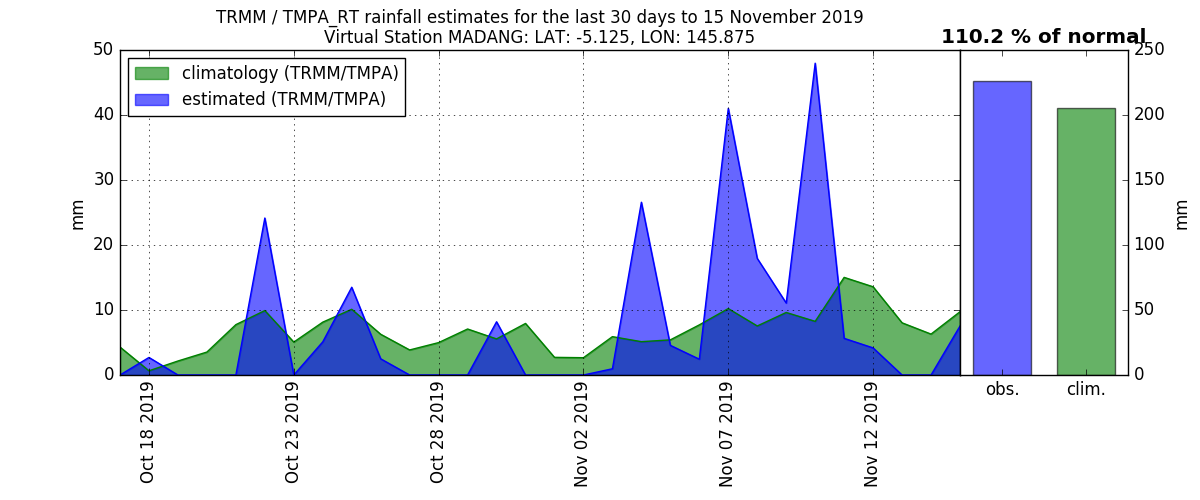 TRMM / TMPA_RT rainfall estimates for the last 30 days to 15 November 2019
Virtual Station MADANG: LAT: -5.125, LON: 145.875
110.2 % of normal
climatology (TRMM/TMPA)
estimated (TRMM/TMPA)
50
40
30
20
10
0
mm
Oct 18 2019
Oct 23 2019
Oct 28 2019
Nov 02 2019
Nov 07 2019
Nov 12 2019
250
200
150
100
50
0
mm
obs.
clim.